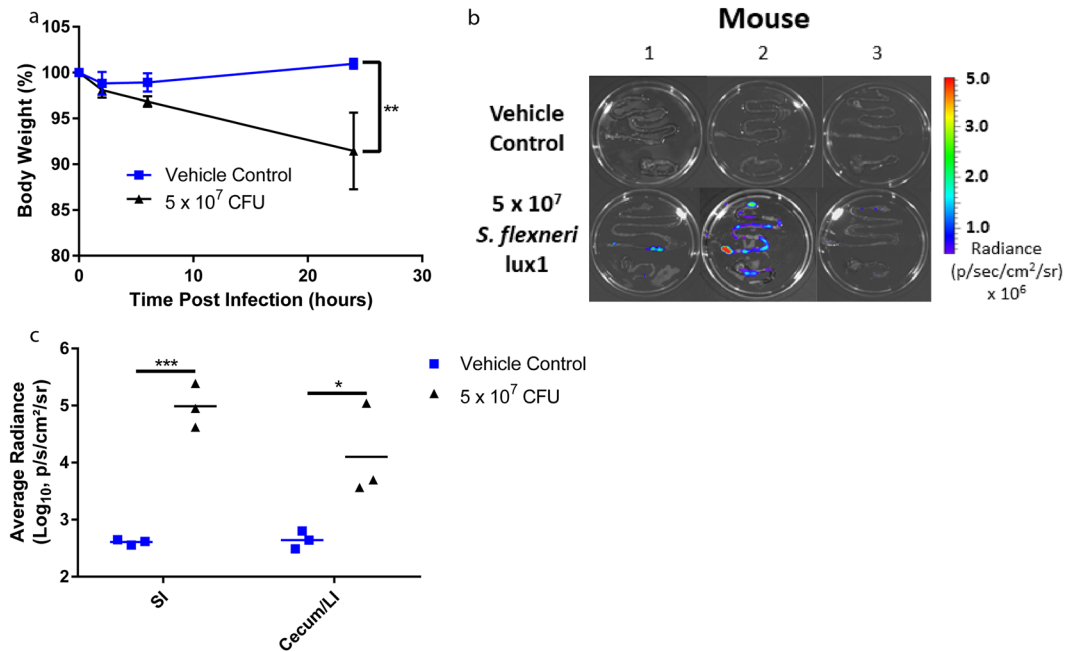 a
105
100
95
90
85
80
Body Weight (%)
0
10
20
30
Time Post Infection (hours)
Vehicle Control
5 x 10⁷ CFU
**
b
Mouse
1
2
3
Vehicle
Control
5 x 10⁷
S. flexneri
lux1
5.0
3.0
2.0
1.0
Radiance
(p/sec/cm²/sr)
x 10⁶
c
6
5
4
3
2
Average Radiance
(Log₁₀, p/s/cm²/sr)
***
*
SI
Cecum/LI
Vehicle Control
5 x 10⁷ CFU